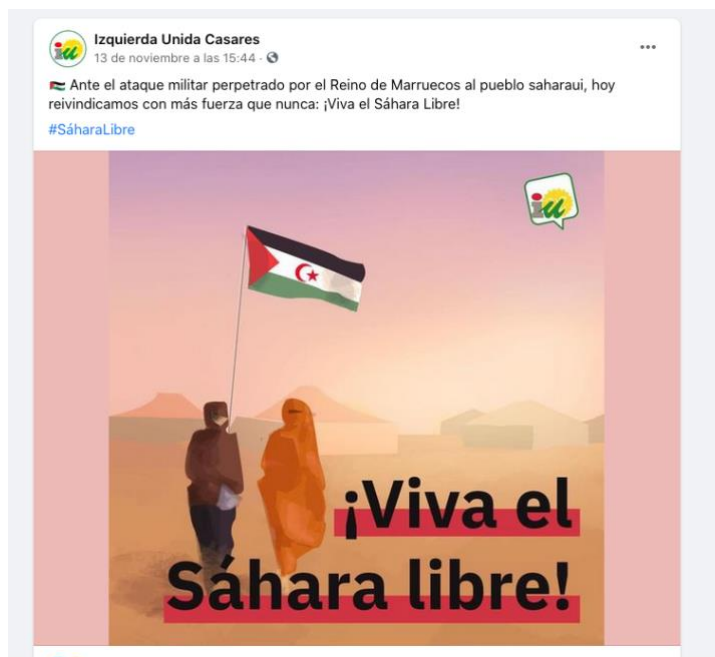 Izquierda Unida Casares
13 de noviembre a las 15:44 ·
🇪🇭 Ante el ataque militar perpetrado por el Reino de Marruecos al pueblo saharaui, hoy
reivindicamos con más fuerza que nunca: ¡Viva el Sáhara Libre!
#SáharaLibre
iu
iu
¡Viva el
Sáhara libre!